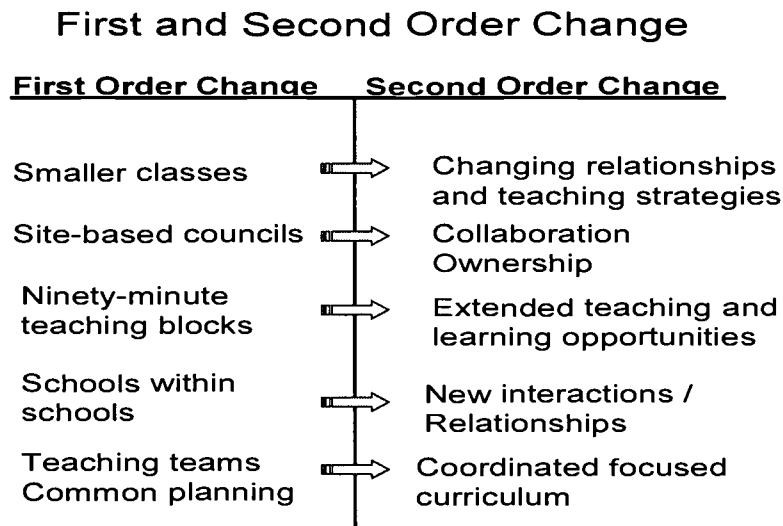 First and Second Order Change
First Order Change
Second Order Change
Smaller classes
Changing relationships
and teaching strategies
Site-based councils
Collaboration
Ownership
Ninety-minute
teaching blocks
Extended teaching and
learning opportunities
Schools within
schools
New interactions /
Relationships
Teaching teams
Common planning
Coordinated focused
curriculum